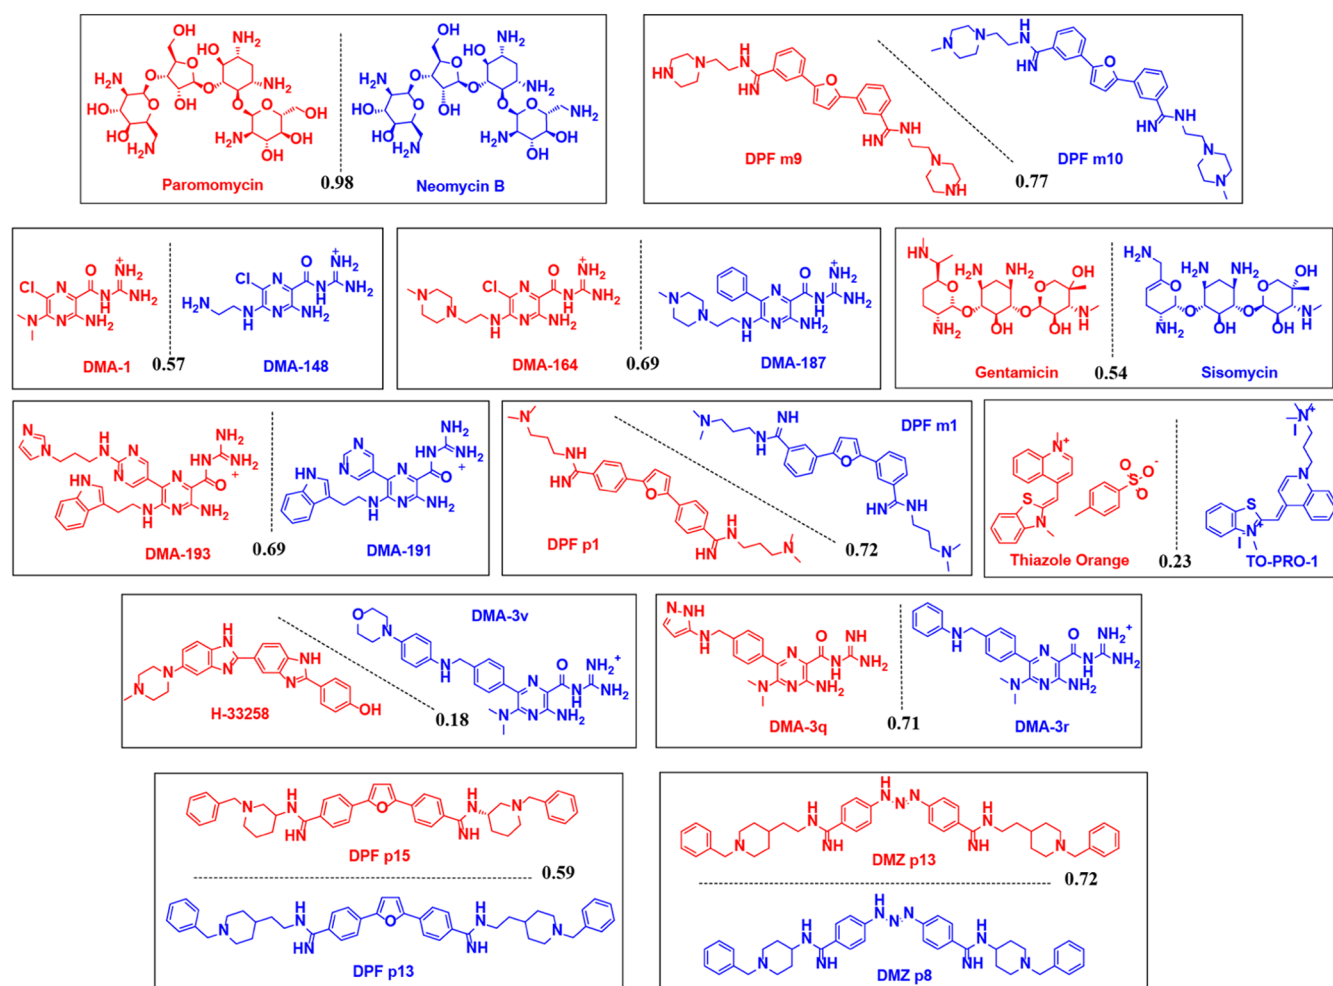 Paromomycin
0.98
Neomycin B
DPF m9
0.77
DPF m10
DMA-1
0.57
DMA-148
DMA-164
0.69
DMA-187
Gentamicin
0.54
Sisomycin
DMA-193
0.69
DMA-191
DPF p1
0.72
DPF m1
Thiazole Orange
0.23
TO-PRO-1
H-33258
0.18
DMA-3v
DMA-3q
0.71
DMA-3r
DPF p15
0.59
DPF p13
DMZ p13
0.72
DMZ p8